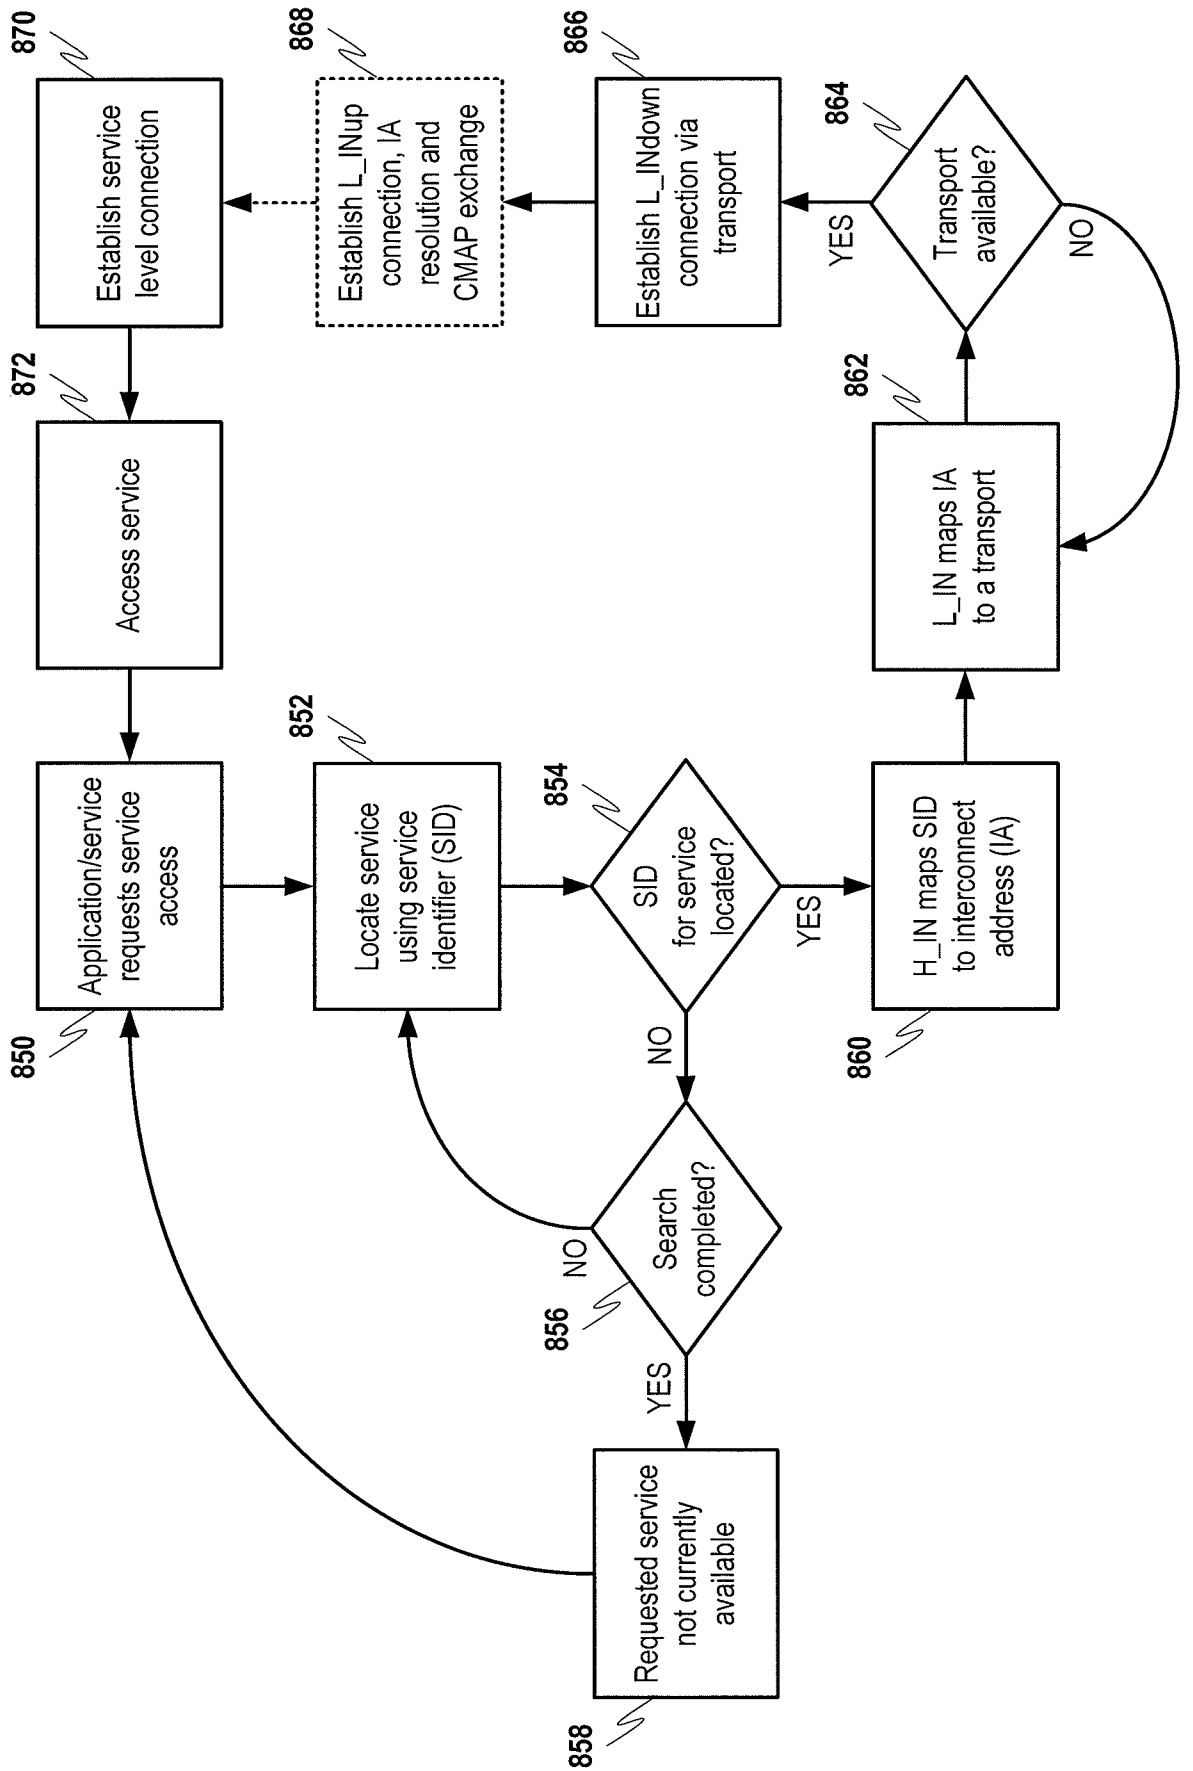 850
Application/service
requests service
access
852
Locate service
using service
identifier (SID)
854
SID
for service
located?
NO
YES
856
Search
completed?
NO
YES
858
Requested service
not currently
available
860
H_IN maps SID
to interconnect
address (IA)
862
L_IN maps IA
to a transport
864
Transport
available?
NO
YES
866
Establish L_INdown
connection via
transport
868
Establish L_INup
connection, IA
resolution and
CMAP exchange
870
Establish service
level connection
872
Access service